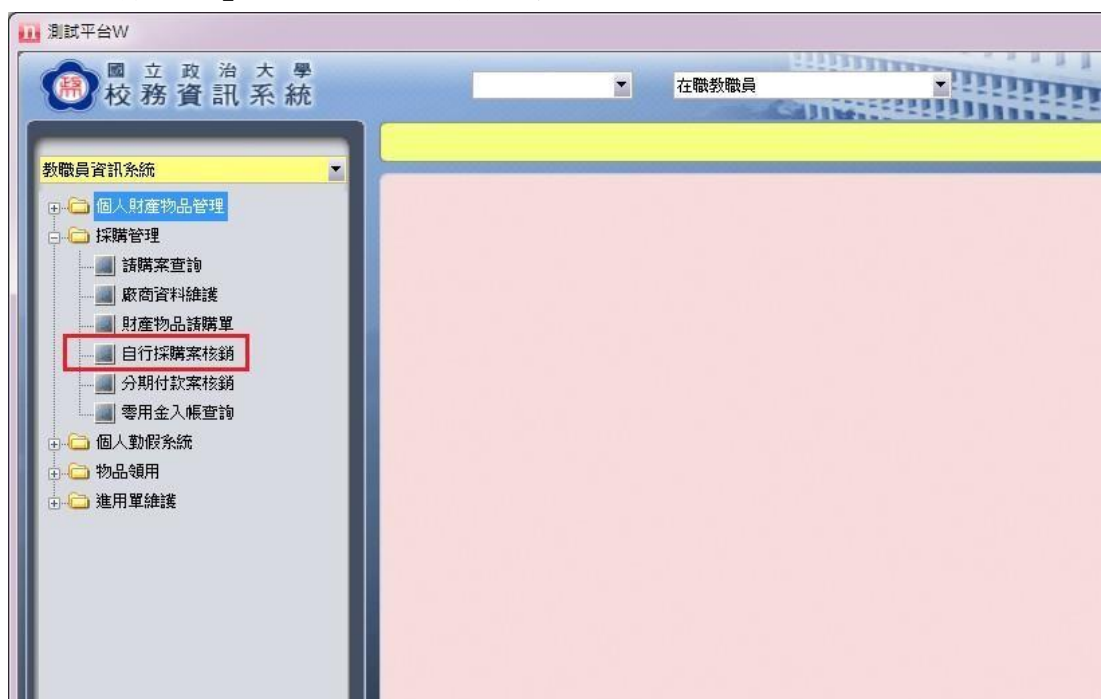 測試平台W
國立政治大學
校務資訊系統
在職教職員
教職員資訊系統
個人財產物品管理
採購管理
請購案查詢
廠商資料維護
財產物品請購單
自行採購案核銷
分期付款案核銷
零用金入帳查詢
個人勤假系統
物品領用
進用單維護